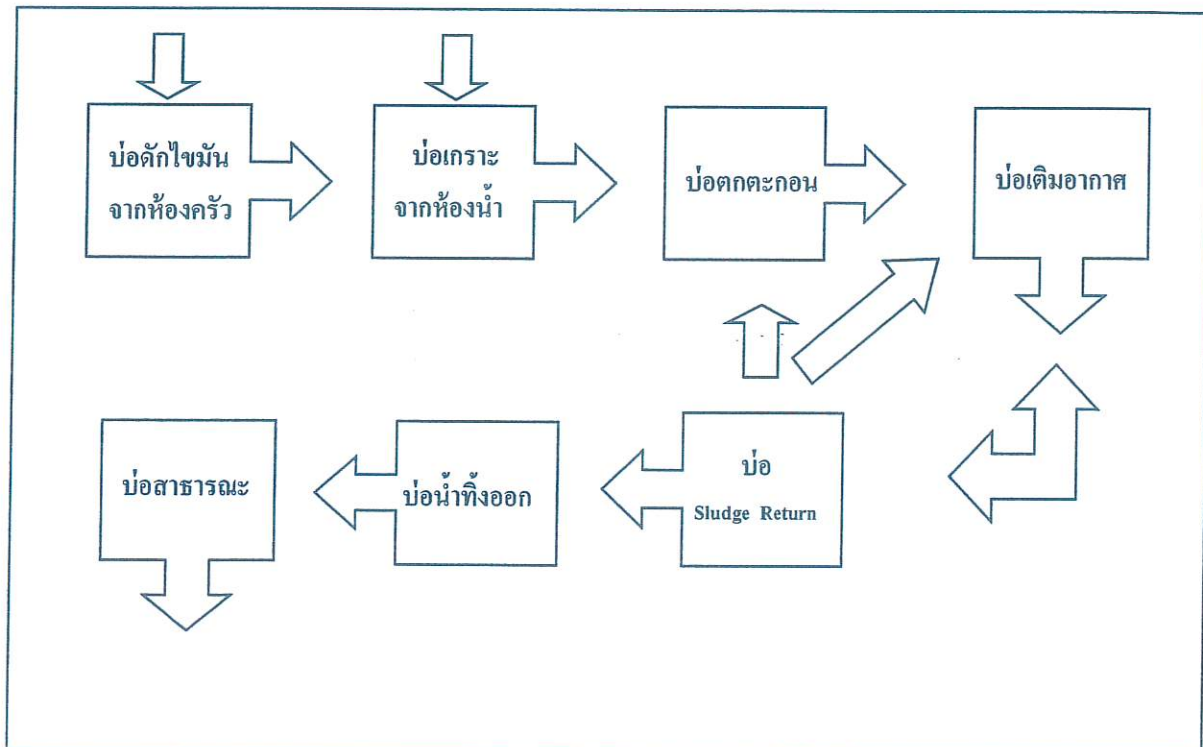 บ่อดักไขมัน
จากห้องครัว
บ่อเกราะ
จากห้องน้ำ
บ่อตกตะกอน
บ่อเติมอากาศ
บ่อสาธารณะ
บ่อน้ำทิ้งออก
บ่อ
Sludge Return